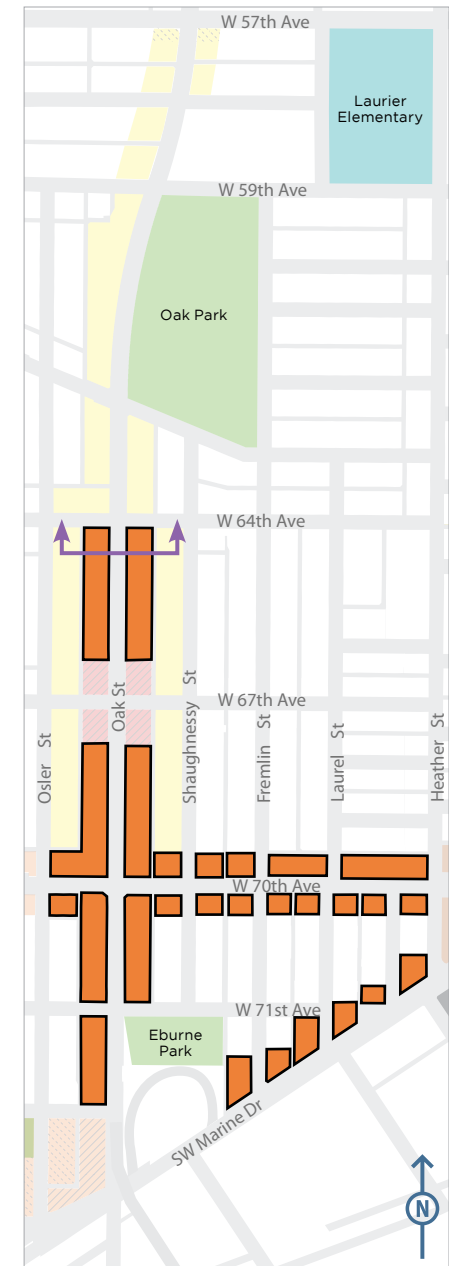 W 57th Ave
Laurier
Elementary
W 59th Ave
Oak Park
W 64th Ave
W 67th Ave
Osler St
Oak St
Shaughnessy St
Fremlin St
Laurel St
Heather St
W 70th Ave
W 71st Ave
Eburne
Park
SW Marine Dr
N